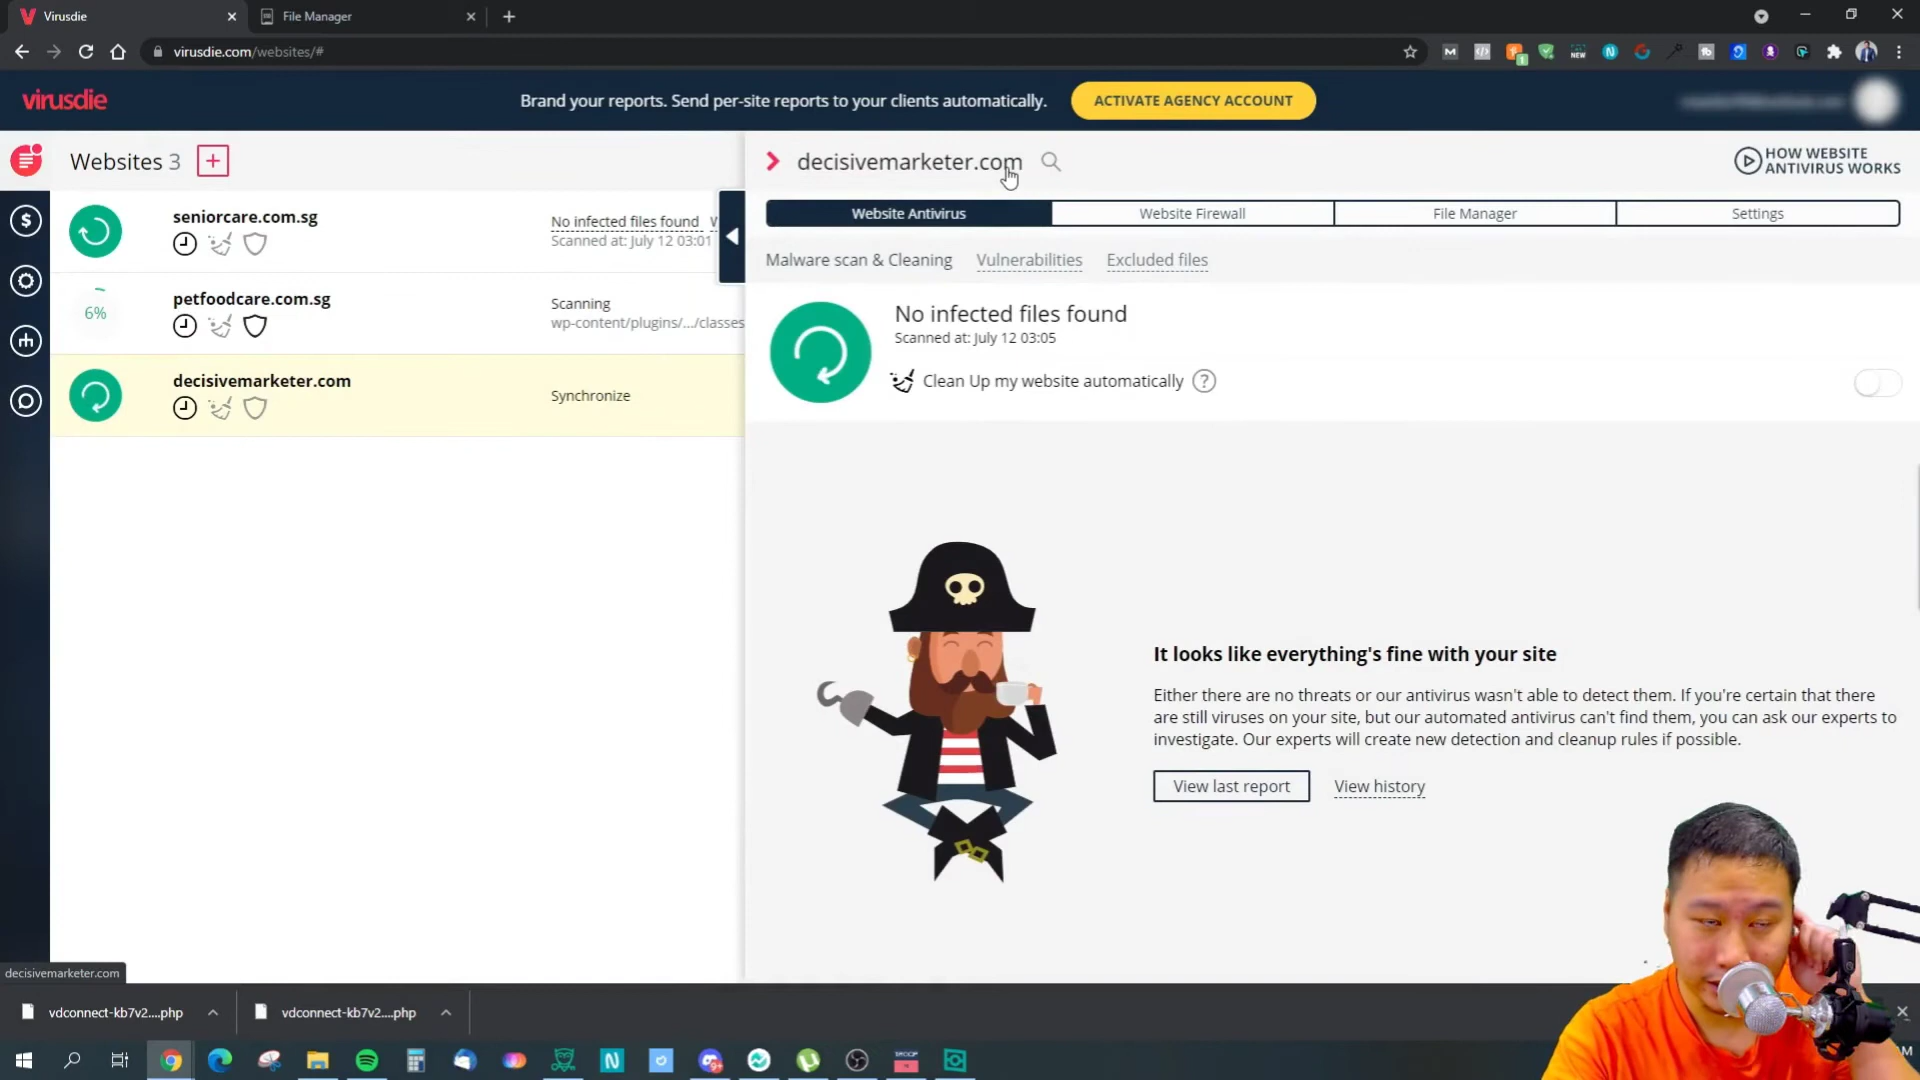 Virusdie
File Manager
virusdie.com/websites/#
NEW
1
virusdie
Brand your reports. Send per-site reports to your clients automatically.
ACTIVATE AGENCY ACCOUNT
Websites 3
decisivemarketer.com
HOW WEBSITE
ANTIVIRUS WORKS
Website Antivirus
Website Firewall
File Manager
Settings
seniorcare.com.sg
No infected files found
Scanned at: July 12 03:01
Malware scan & Cleaning
Vulnerabilities
Excluded files
petfoodcare.com.sg
6%
Scanning
wp-content/plugins/.../classes
No infected files found
Scanned at: July 12 03:05
Clean Up my website automatically ?
decisivemarketer.com
Synchronize
It looks like everything's fine with your site
Either there are no threats or our antivirus wasn't able to detect them. If you're certain that there
are still viruses on your site, but our automated antivirus can't find them, you can ask our experts to
investigate. Our experts will create new detection and cleanup rules if possible.
View last report
View history
decisivemarketer.com
vdconnect-kb7v2....php
vdconnect-kb7v2....php